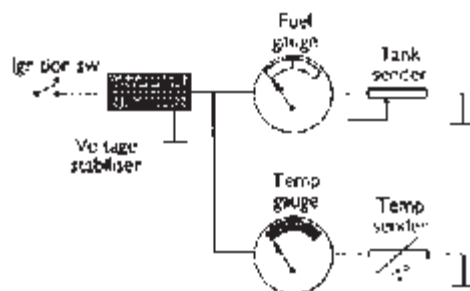 Fuel
gauge
Tank
sender
Ignition sw
Voltage
stabiliser
Temp
gauge
Temp
sender